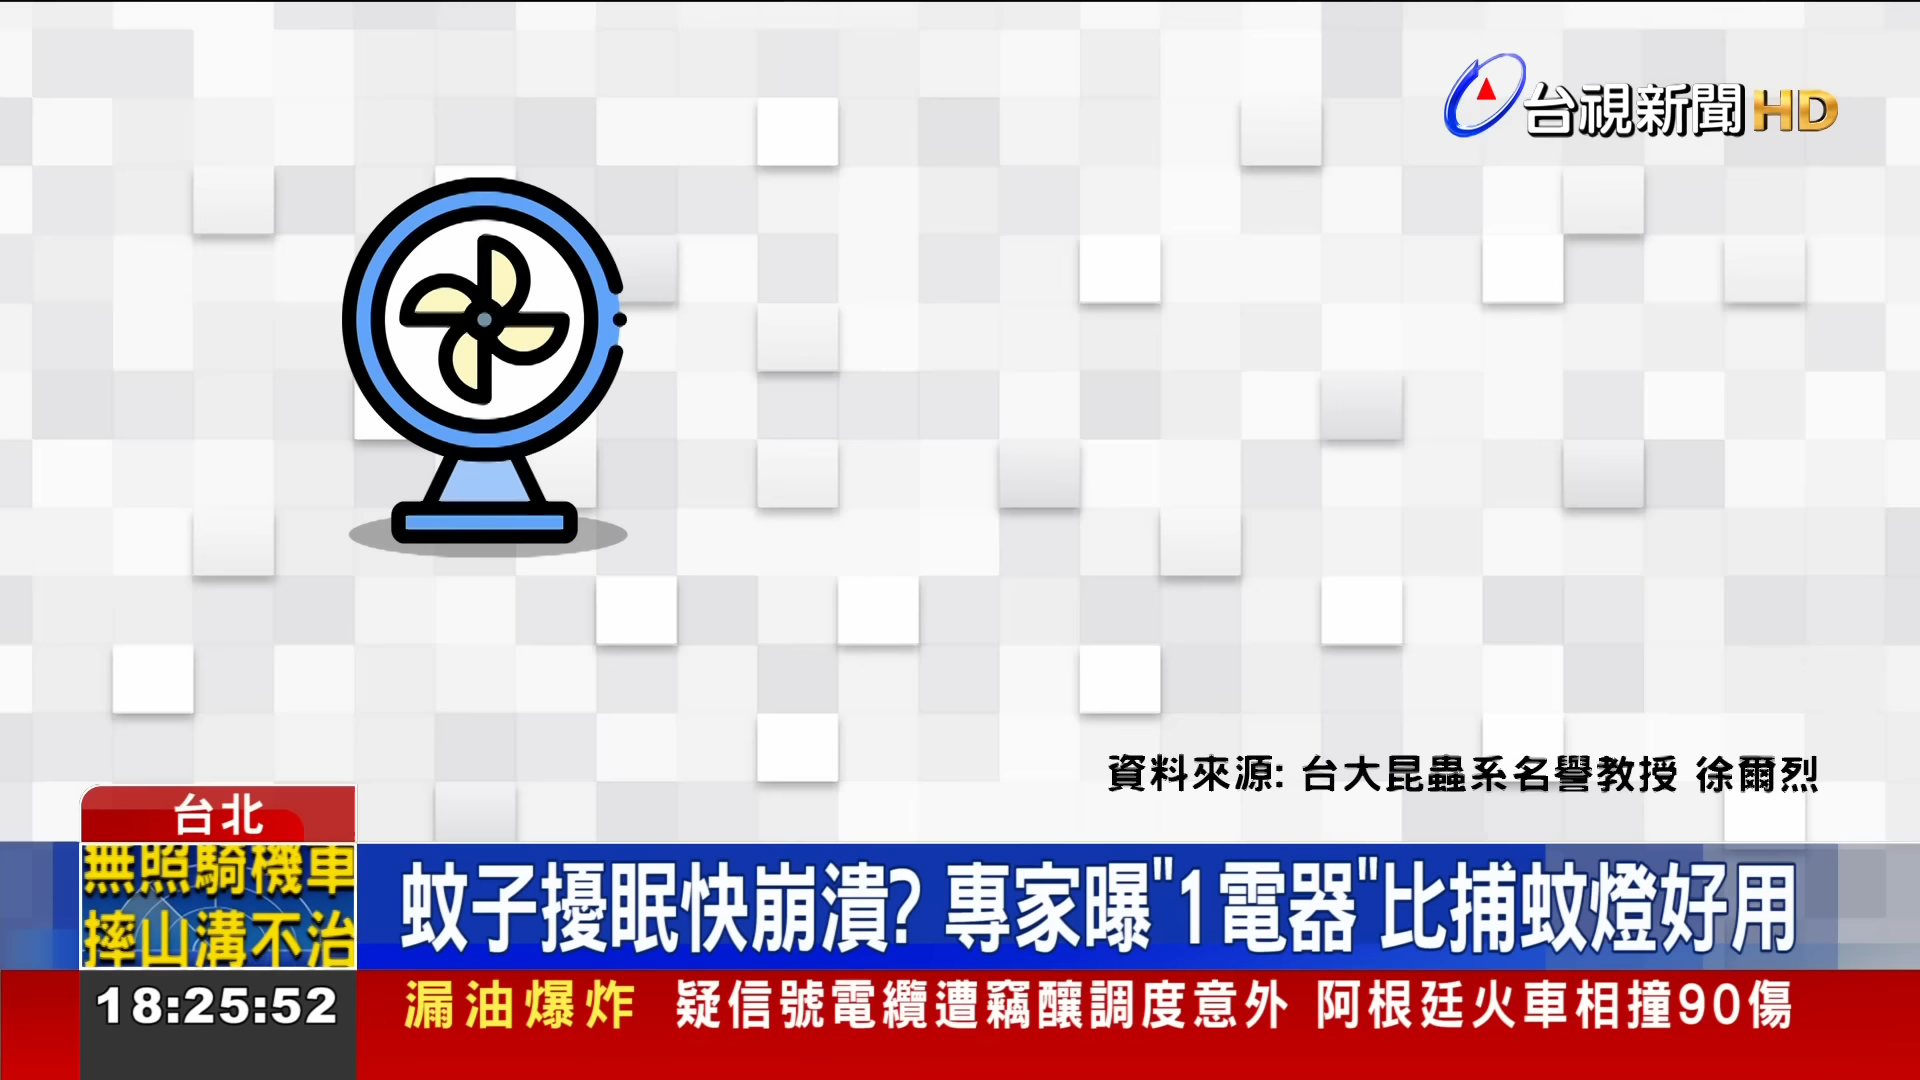 台視新聞HD
資料來源: 台大昆蟲系名譽教授 徐爾烈
台北
無照騎機車
摔山溝不治
蚊子擾眠快崩潰? 專家曝"1電器"比捕蚊燈好用
18:25:52
漏油爆炸 疑信號電纜遭竊釀調度意外 阿根廷火車相撞90傷